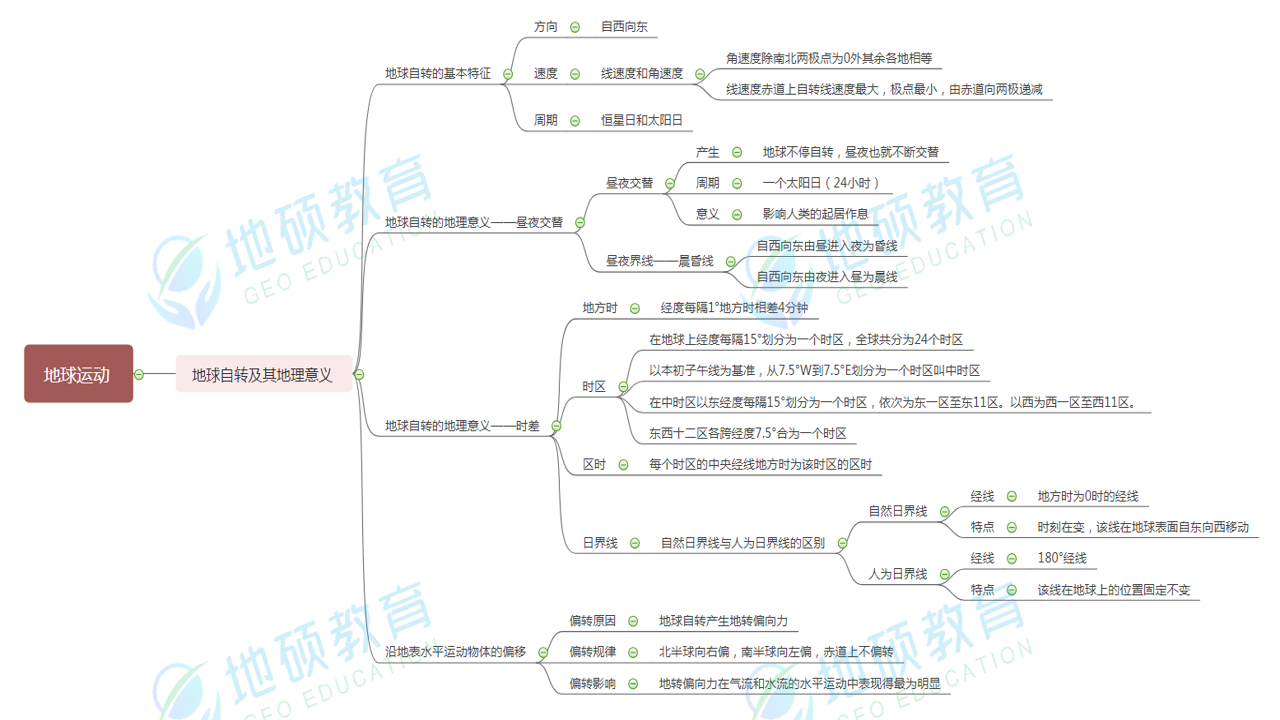 地球运动
地球自转及其地理意义
地球自转的基本特征
方向
自西向东
速度
线速度和角速度
角速度除南北两极点为0外其余各地相等
线速度赤道上自转线速度最大，极点最小，由赤道向两极递减
周期
恒星日和太阳日
地球自转的地理意义——昼夜交替
昼夜交替
产生
地球不停自转，昼夜也就不断交替
周期
一个太阳日（24小时）
意义
影响人类的起居作息
昼夜界线——晨昏线
自西向东由昼进入夜为昏线
自西向东由夜进入昼为晨线
地球自转的地理意义——时差
地方时
经度每隔1°地方时相差4分钟
时区
在地球上经度每隔15°划分为一个时区，全球共分为24个时区
以本初子午线为基准，从7.5°W到7.5°E划分为一个时区叫中时区
在中时区以东经度每隔15°划分为一个时区，依次为东一区至东11区。以西为西一区至西11区。
东西十二区各跨经度7.5°合为一个时区
区时
每个时区的中央经线地方时为该时区的区时
日界线
自然日界线与人为日界线的区别
自然日界线
经线
地方时为0时的经线
特点
时刻在变，该线在地球表面自东向西移动
人为日界线
经线
180°经线
特点
该线在地球上的位置固定不变
沿地表水平运动物体的偏移
偏转原因
地球自转产生地转偏向力
偏转规律
北半球向右偏，南半球向左偏，赤道上不偏转
偏转影响
地转偏向力在气流和水流的水平运动中表现得最为明显
地硕教育
GEO EDUCATION
地硕教育
GEO EDUCATION
地硕教育
GEO EDUCATION
地硕教育
GEO EDUCATION